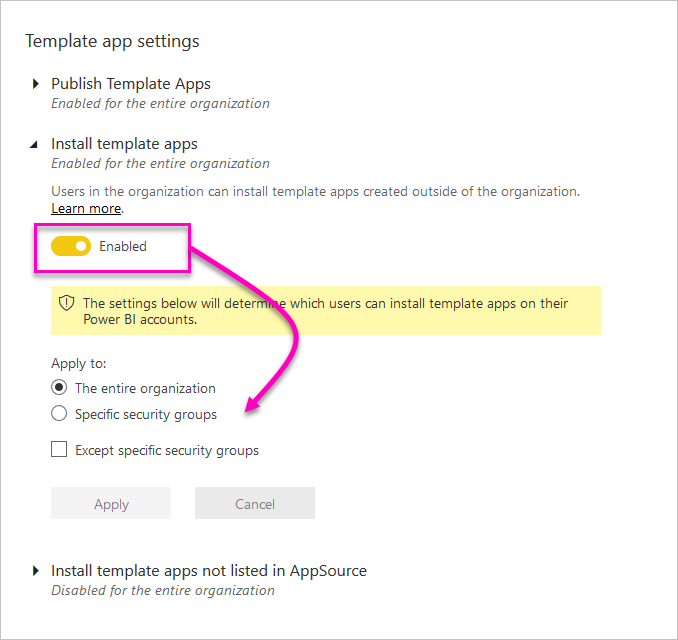 Template app settings
Publish Template Apps
Enabled for the entire organization
Install template apps
Enabled for the entire organization
Users in the organization can install template apps created outside of the organization.
Learn more.
Enabled
The settings below will determine which users can install template apps on their
Power BI accounts.
Apply to:
The entire organization
Specific security groups
Except specific security groups
Apply Cancel
Install template apps not listed in AppSource
Disabled for the entire organization